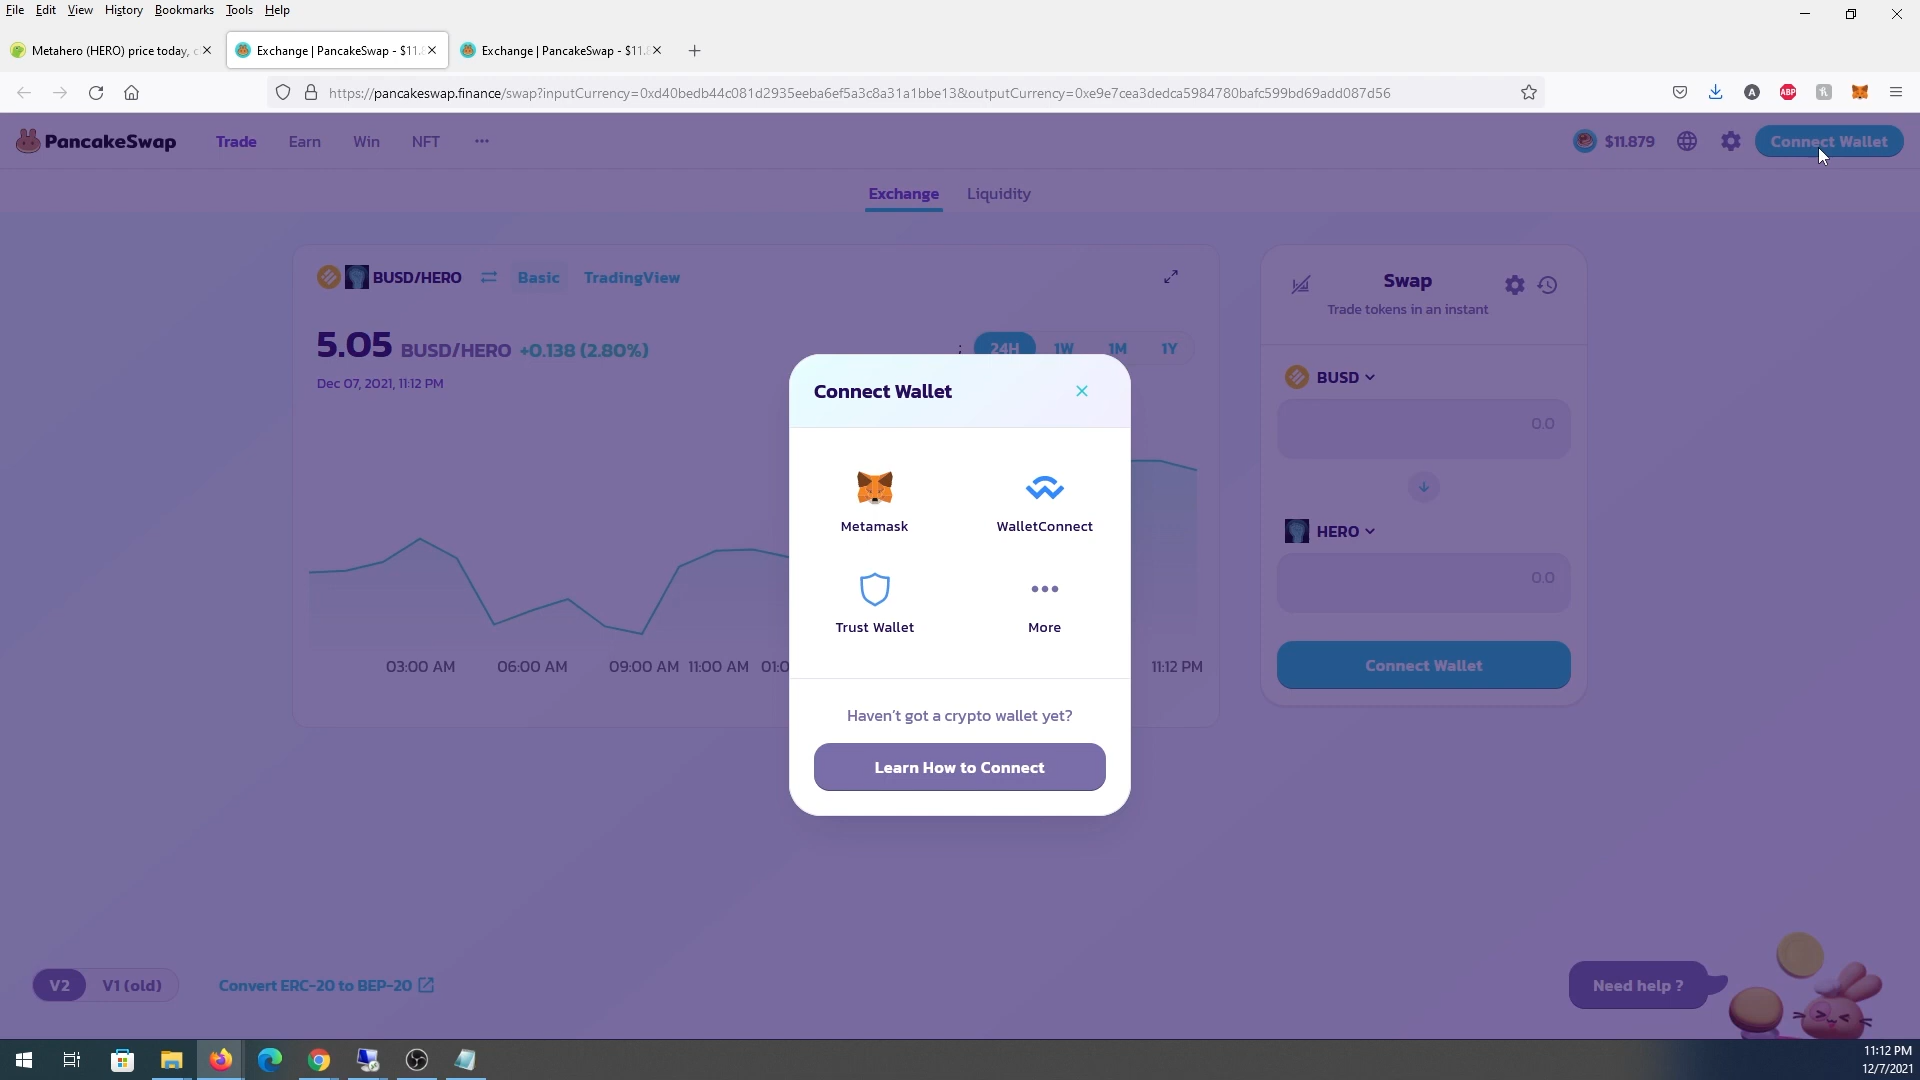 File Edit View History Bookmarks Tools Help
Metahero (HERO) price today, c
Exchange | PancakeSwap - $11.8
Exchange | PancakeSwap - $11.8
https://pancakeswap.finance/swap?inputCurrency=0xd40bedb44c081d2935eeba6ef5a3c8a31a1bbe13&outputCurrency=0xe9e7cea3dedca5984780bafc599bd69add087d56
A ABP
PancakeSwap Trade Earn Win NFT $11.879 Connect Wallet
Exchange Liquidity
BUSD/HERO Basic TradingView
5.05 BUSD/HERO +0.138 (2.80%)
Dec 07, 2021, 11:12 PM
24H 1W 1M 1Y
03:00 AM 06:00 AM 09:00 AM 11:00 AM 01:0 11:12 PM
Swap
Trade tokens in an instant
BUSD
0.0
HERO
0.0
Connect Wallet
Connect Wallet
Metamask WalletConnect
Trust Wallet More
Haven't got a crypto wallet yet?
Learn How to Connect
V2 V1 (old) Convert ERC-20 to BEP-20
Need help ?
11:12 PM
12/7/2021